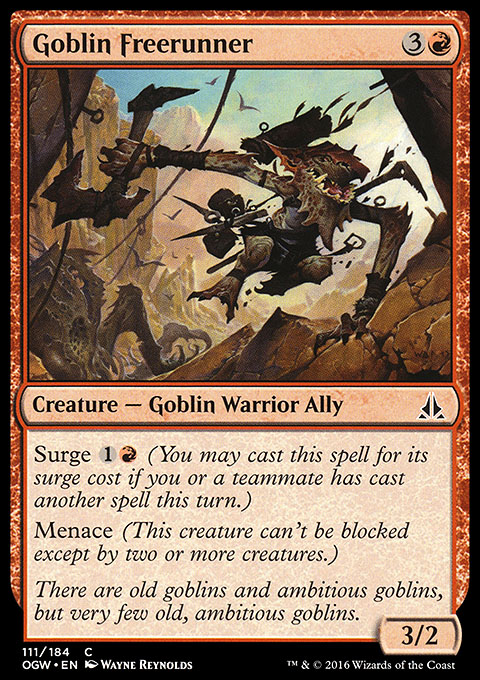 Goblin Freerunner 3
Creature — Goblin Warrior Ally
Surge 1 (You may cast this spell for its
surge cost if you or a teammate has cast
another spell this turn.)
Menace (This creature can't be blocked
except by two or more creatures.)
There are old goblins and ambitious goblins,
but very few old, ambitious goblins.
3/2
111/184 C
OGW • EN Wayne Reynolds
™ & © 2016 Wizards of the Coast